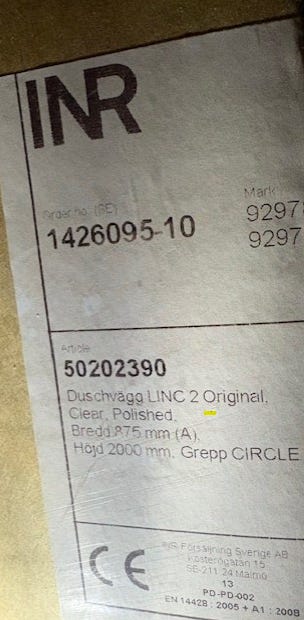 INR
Order no. (SE)
1426095-10
Mark
9297
9297
Article
50202390
Duschvägg LINC 2 Original,
Clear, Polished,
Bredd 875 mm (A),
Höjd 2000 mm. Grepp CIRCLE
CE
INR Försäljning Sverige AB
Kosterögatan 15
SE-211 24 Malmö
13
PD-PD-002
EN 14428 : 2005 + A1 : 2008